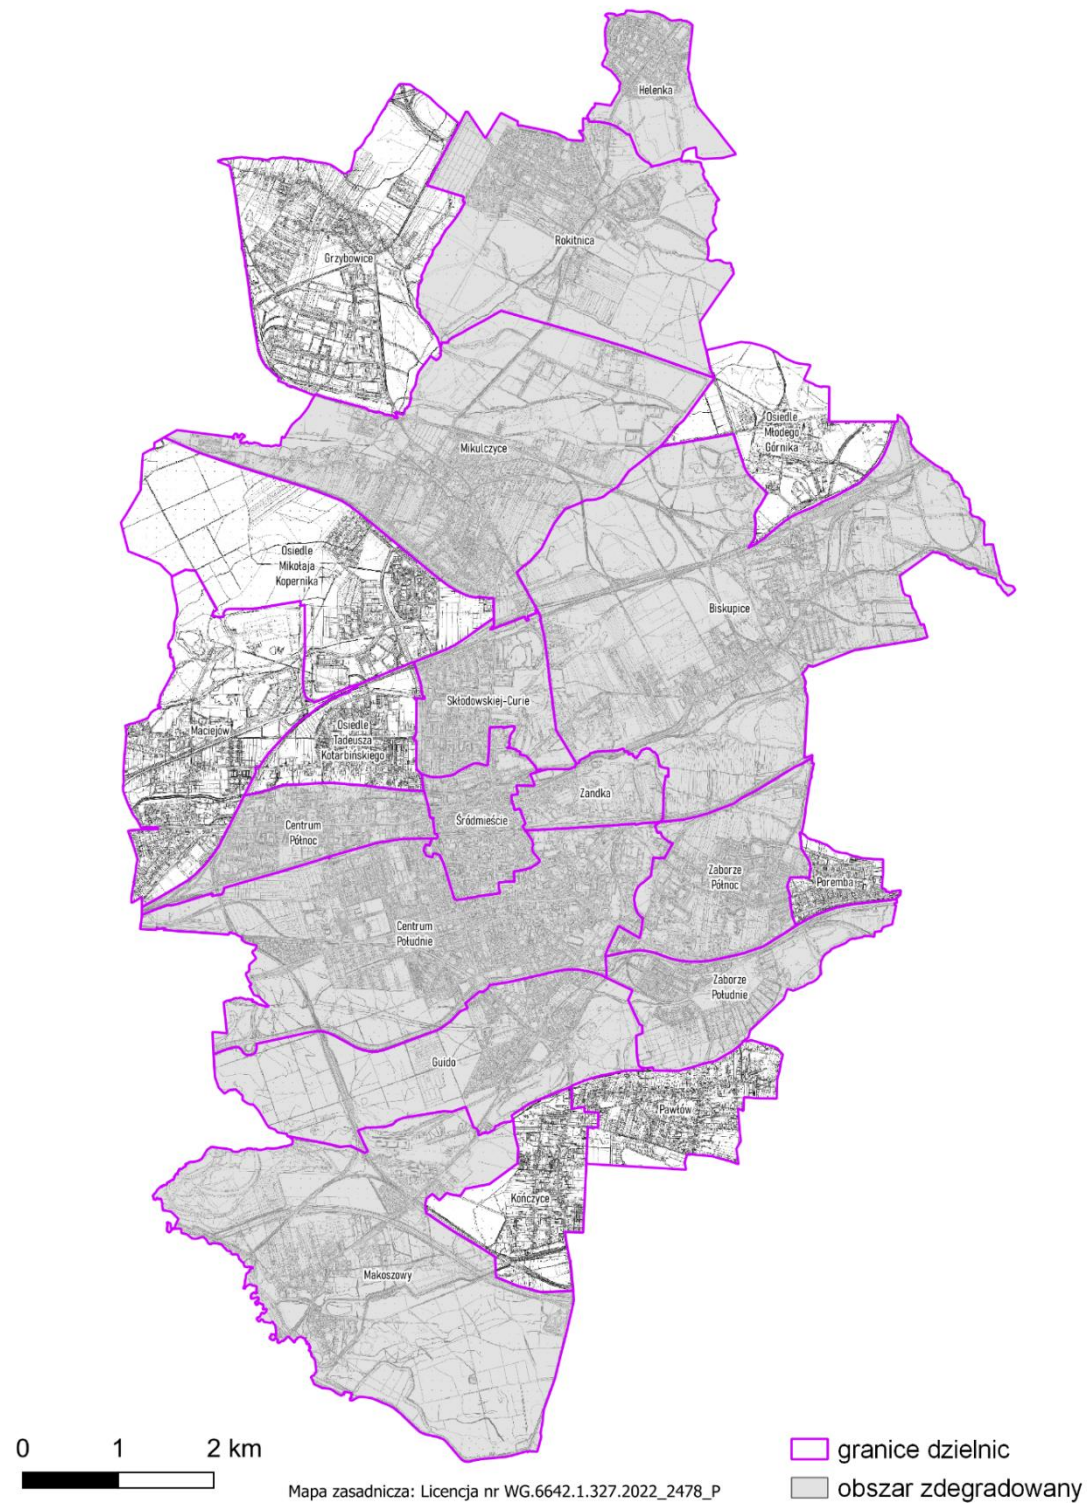 Helenka
Grzybowice
Rokitnica
Osiedle
Młodego
Górnika
Mikulczyce
Osiedle
Mikołaja
Kopernika
Biskupice
Skłodowskiej-Curie
Maciejów
Osiedle
Tadeusza
Kotarbińskiego
Zandka
Śródmieście
Centrum
Północ
Zaborze
Północ
Poremba
Centrum
Południe
Zaborze
Południe
Guido
Pawłów
Kończyce
Makoszowy
0 1 2 km
granice dzielnic
obszar zdegradowany
Mapa zasadnicza: Licencja nr WG.6642.1.327.2022_2478_P